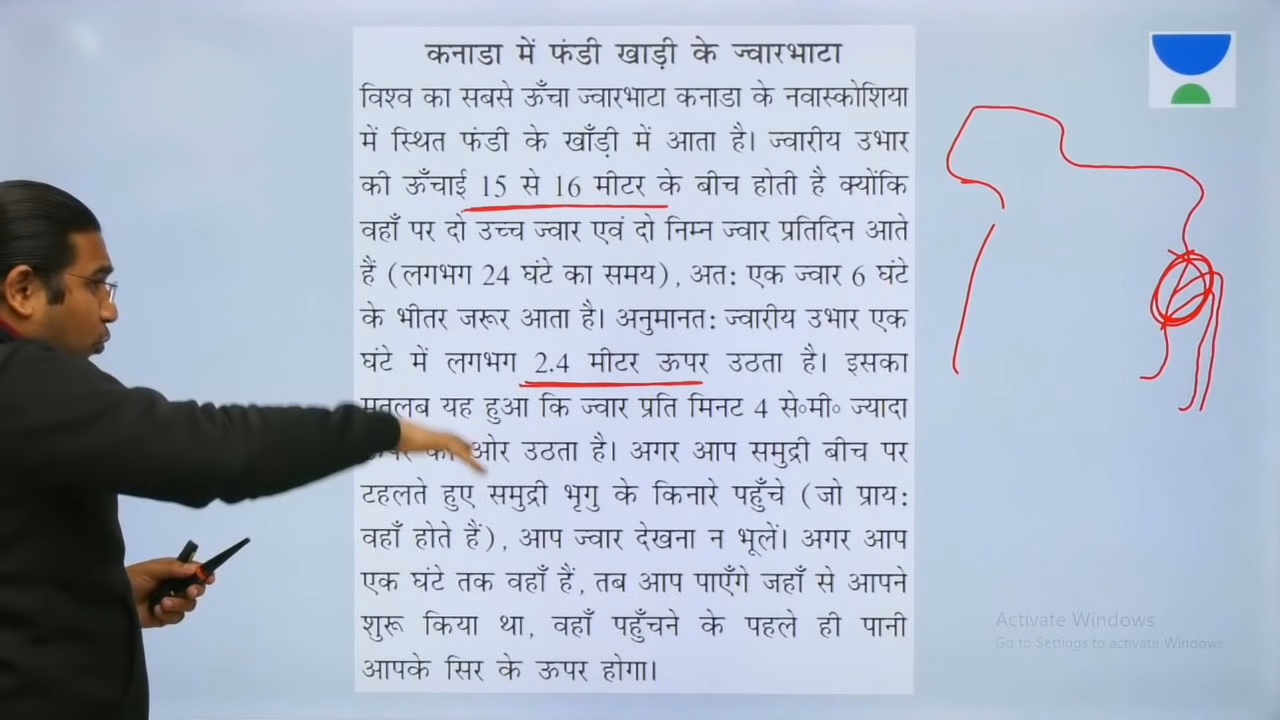 कनाडा में फंडी खाड़ी के ज्वारभाटा
विश्व का सबसे ऊँचा ज्वारभाटा कनाडा के नवास्कोशिया
में स्थित फंडी के खाँड़ी में आता है। ज्वारीय उभार
की ऊँचाई 15 से 16 मीटर के बीच होती है क्योंकि
वहाँ पर दो उच्च ज्वार एवं दो निम्न ज्वार प्रतिदिन आते
हैं (लगभग 24 घंटे का समय), अत: एक ज्वार 6 घंटे
के भीतर जरूर आता है। अनुमानत: ज्वारीय उभार एक
घंटे में लगभग 2.4 मीटर ऊपर उठता है। इसका
मतलब यह हुआ कि ज्वार प्रति मिनट 4 से॰मी॰ ज्यादा
ओर उठता है। अगर आप समुद्री बीच पर
टहलते हुए समुद्री भृगु के किनारे पहुँचे (जो प्राय:
वहाँ होते हैं), आप ज्वार देखना न भूलें। अगर आप
एक घंटे तक वहाँ हैं, तब आप पाएँगे जहाँ से आपने
शुरू किया था, वहाँ पहुँचने के पहले ही पानी
आपके सिर के ऊपर होगा।
Activate Windows
Go to Settings to activate Windows.